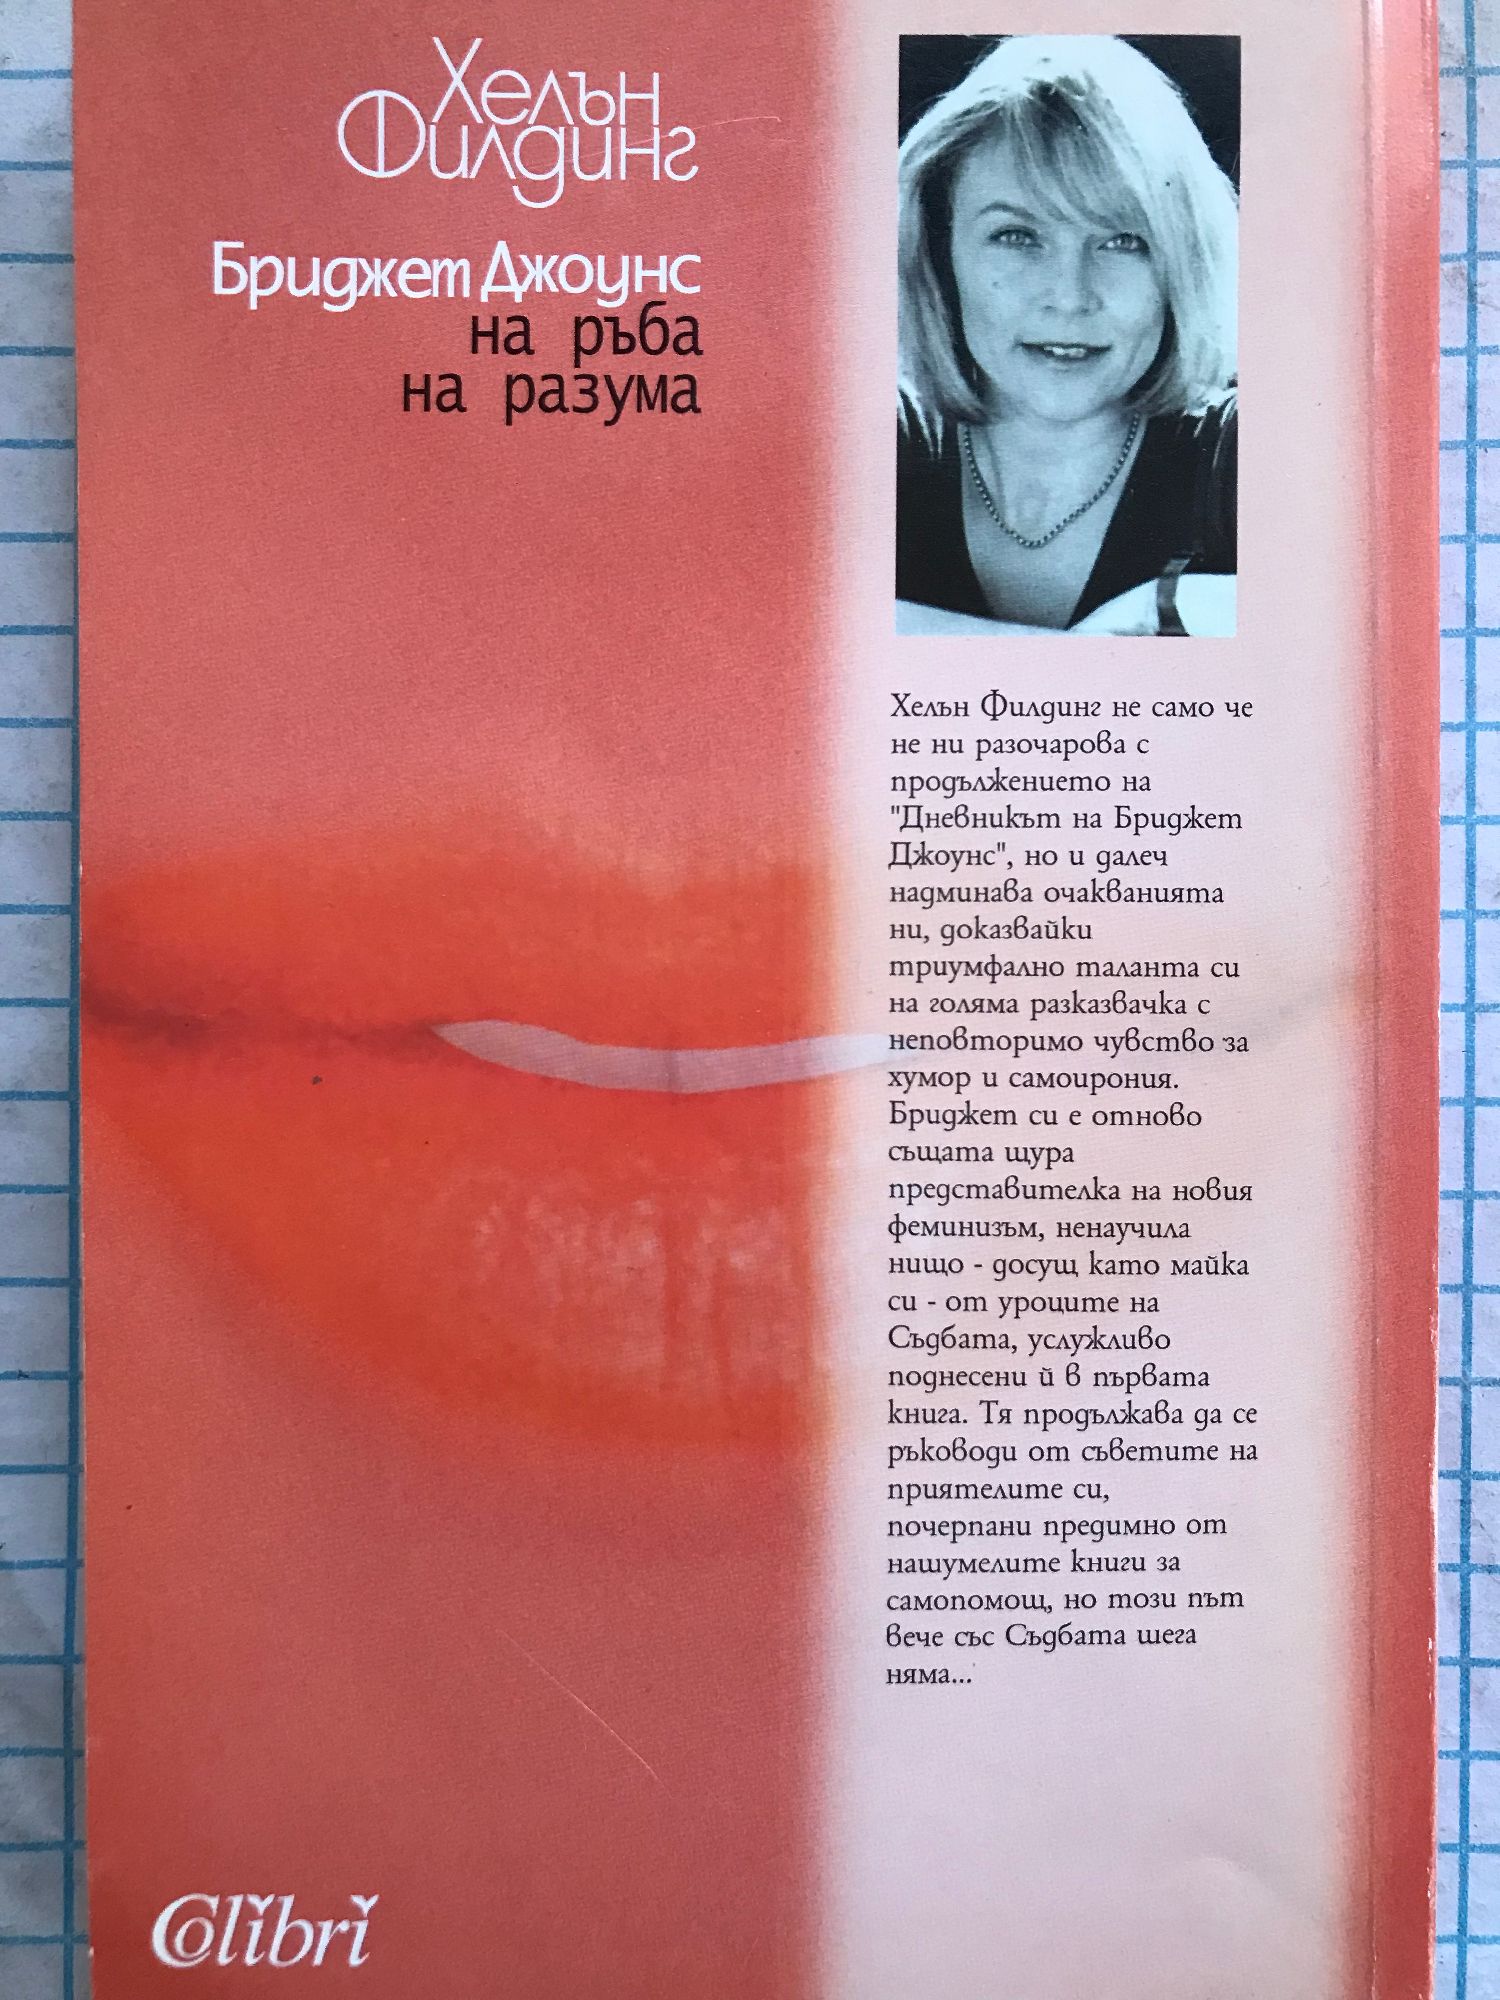 Хелън
Филдинг
Бриджет Джоунс
на ръба
на разума
Хелън Филдинг не само че
не ни разочарова с
продължението на
"Дневникът на Бриджет
Джоунс", но и далеч
надминава очакванията
ни, доказвайки
триумфално таланта си
на голяма разказвачка с
неповторимо чувство за
хумор и самоирония.
Бриджет си е отново
същата щура
представителка на новия
феминизъм, ненаучила
нищо - досущ като майка
си - от уроците на
Съдбата, услужливо
поднесени й в първата
книга. Тя продължава да се
ръководи от съветите на
приятелите си,
почерпани предимно от
нашумелите книги за
самопомощ, но този път
вече със Съдбата шега
няма...
Colibri